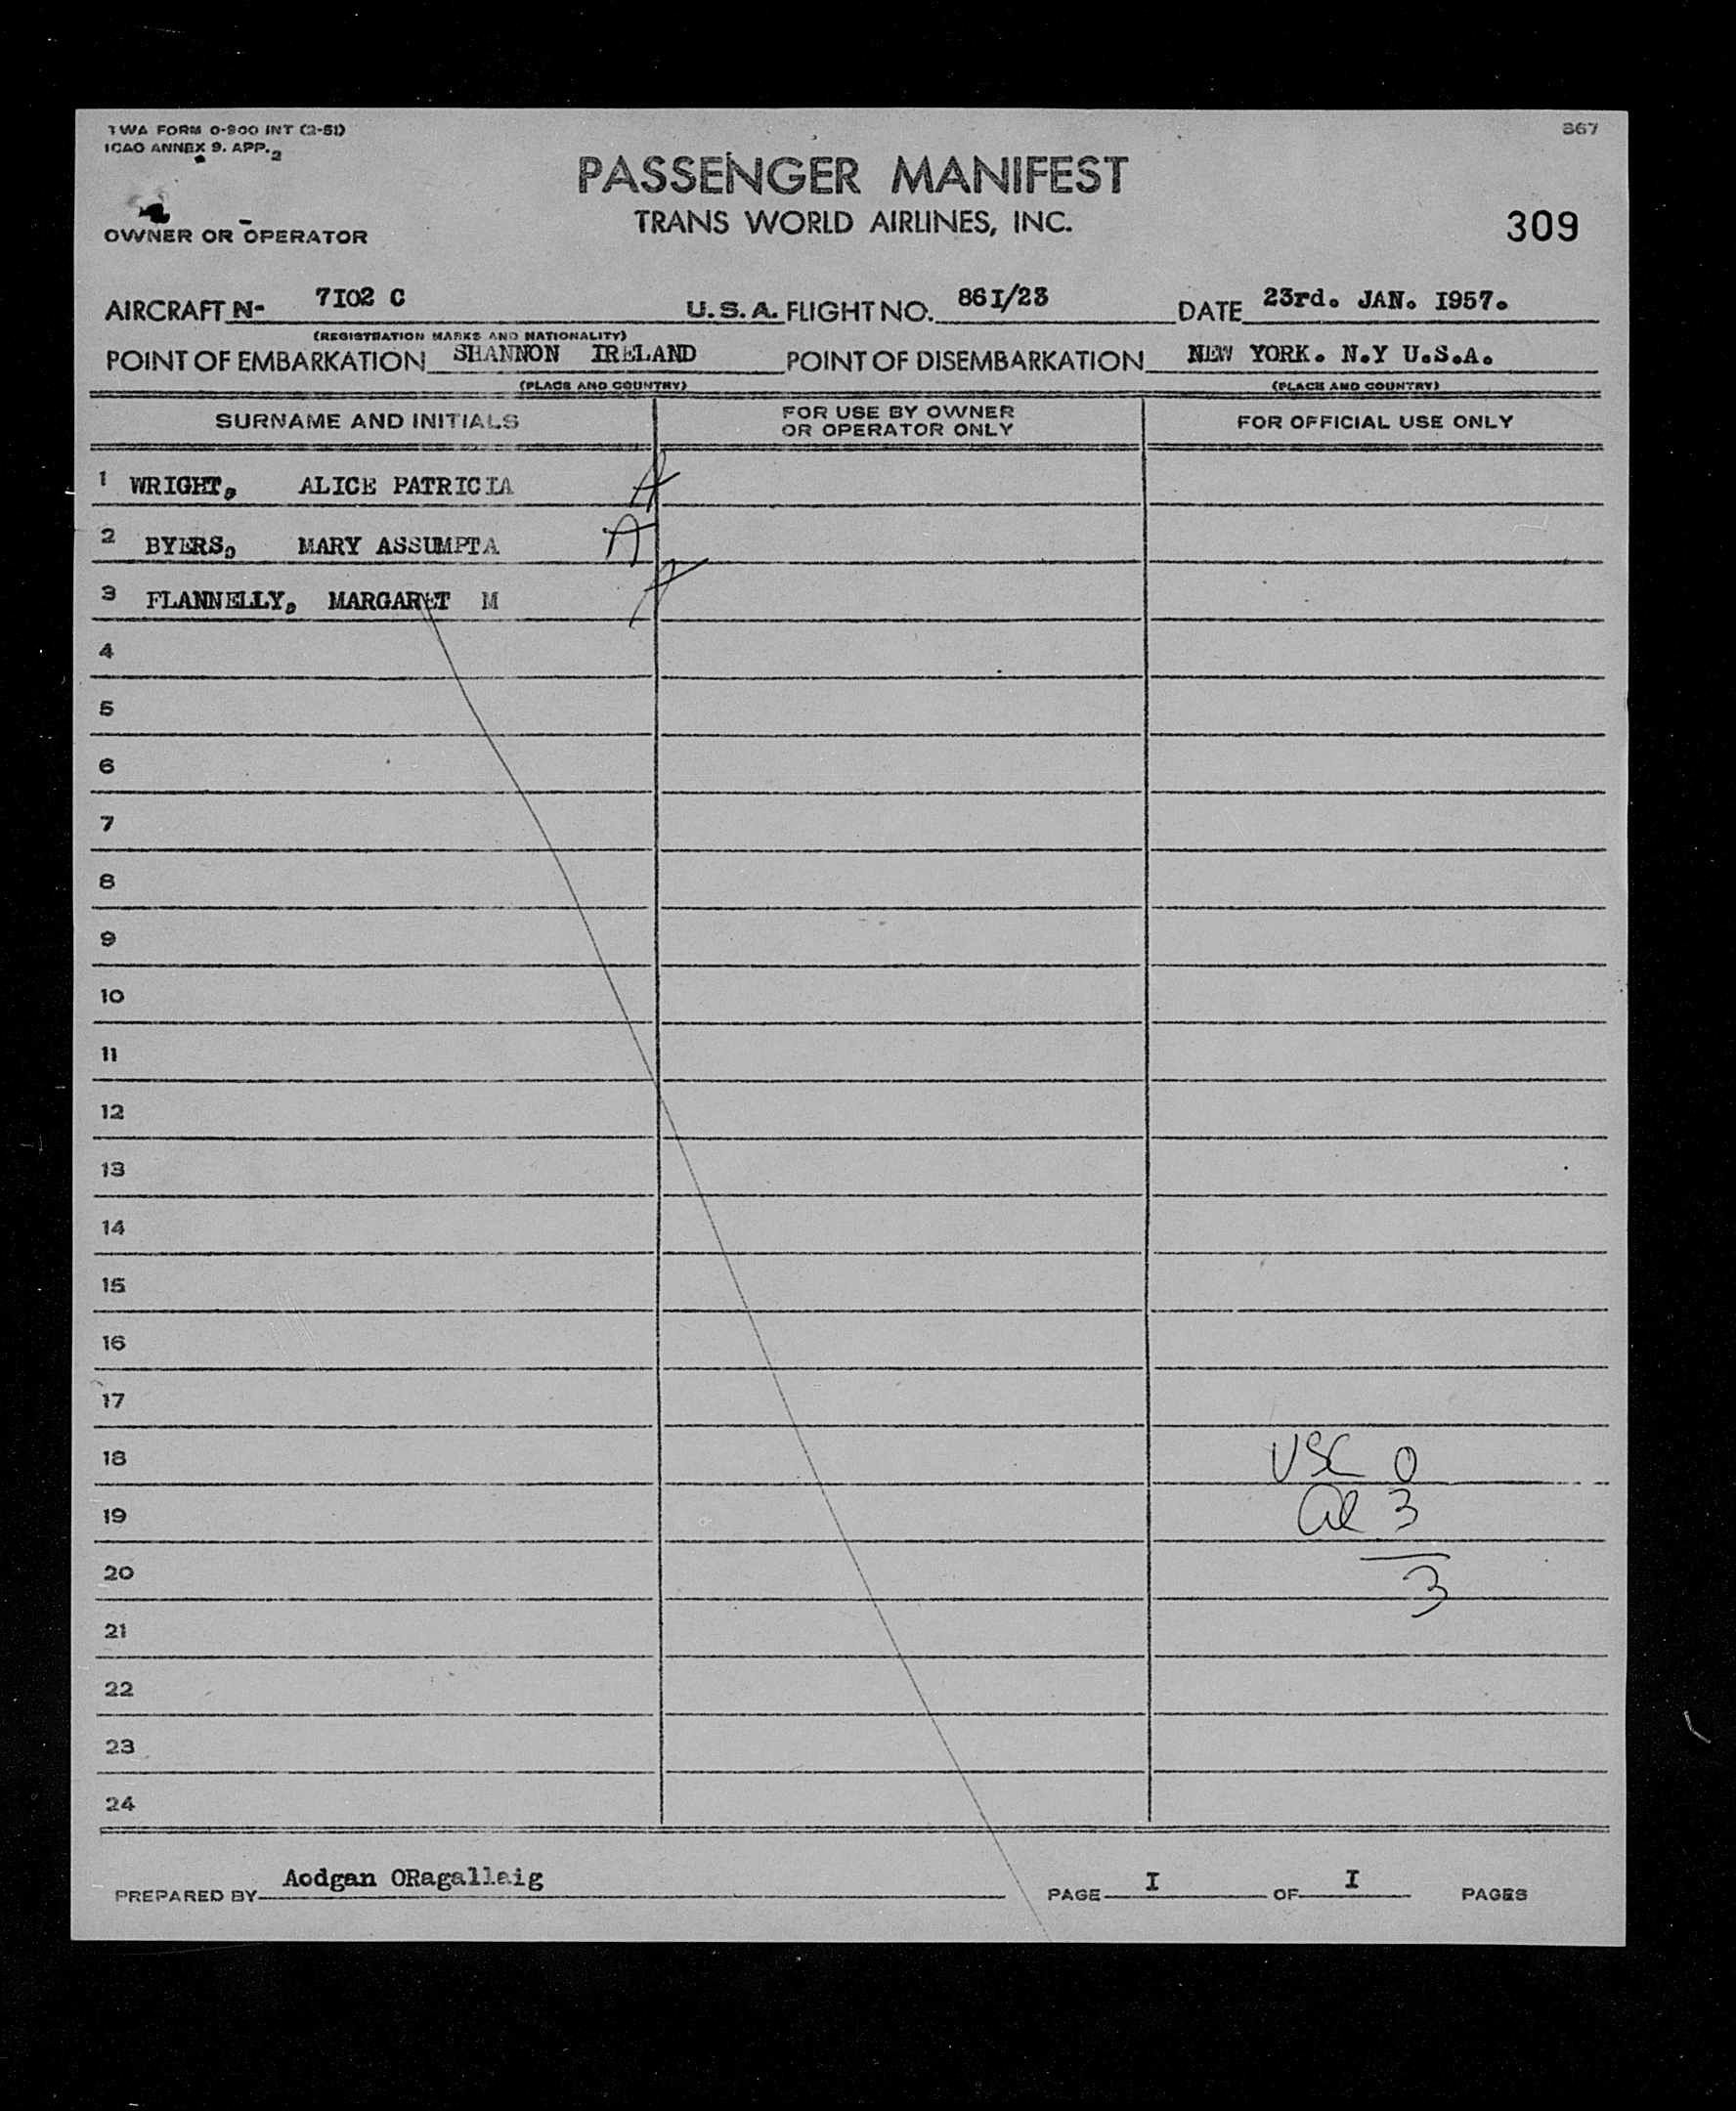 TWA FORM 0-900 INT (2-51)
867
ICAO ANNEX 9. APP. 2
PASSENGER MANIFEST
TRANS WORLD AIRLINES, INC.
309
OWNER OR OPERATOR
AIRCRAFT N- 7I02 C U.S.A. FLIGHT NO. 86I/23 DATE 23rd. JAN. I957.
(REGISTRATION MARKS AND NATIONALITY)
POINT OF EMBARKATION SHANNON IRELAND POINT OF DISEMBARKATION NEW YORK. N.Y U.S.A.
(PLACE AND COUNTRY) (PLACE AND COUNTRY)
SURNAME AND INITIALS FOR USE BY OWNER OR OPERATOR ONLY FOR OFFICIAL USE ONLY
1 WRIGHT, ALICE PATRICIA A
2 BYERS, MARY ASSUMPTA A
3 FLANNELLY, MARGARET M A
4
5
6
7
8
9
10
11
12
13
14
15
16
17
18 USC 0
19 al 3
20 3
21
22
23
24
PREPARED BY Aodgan ORagallaig PAGE I OF I PAGES